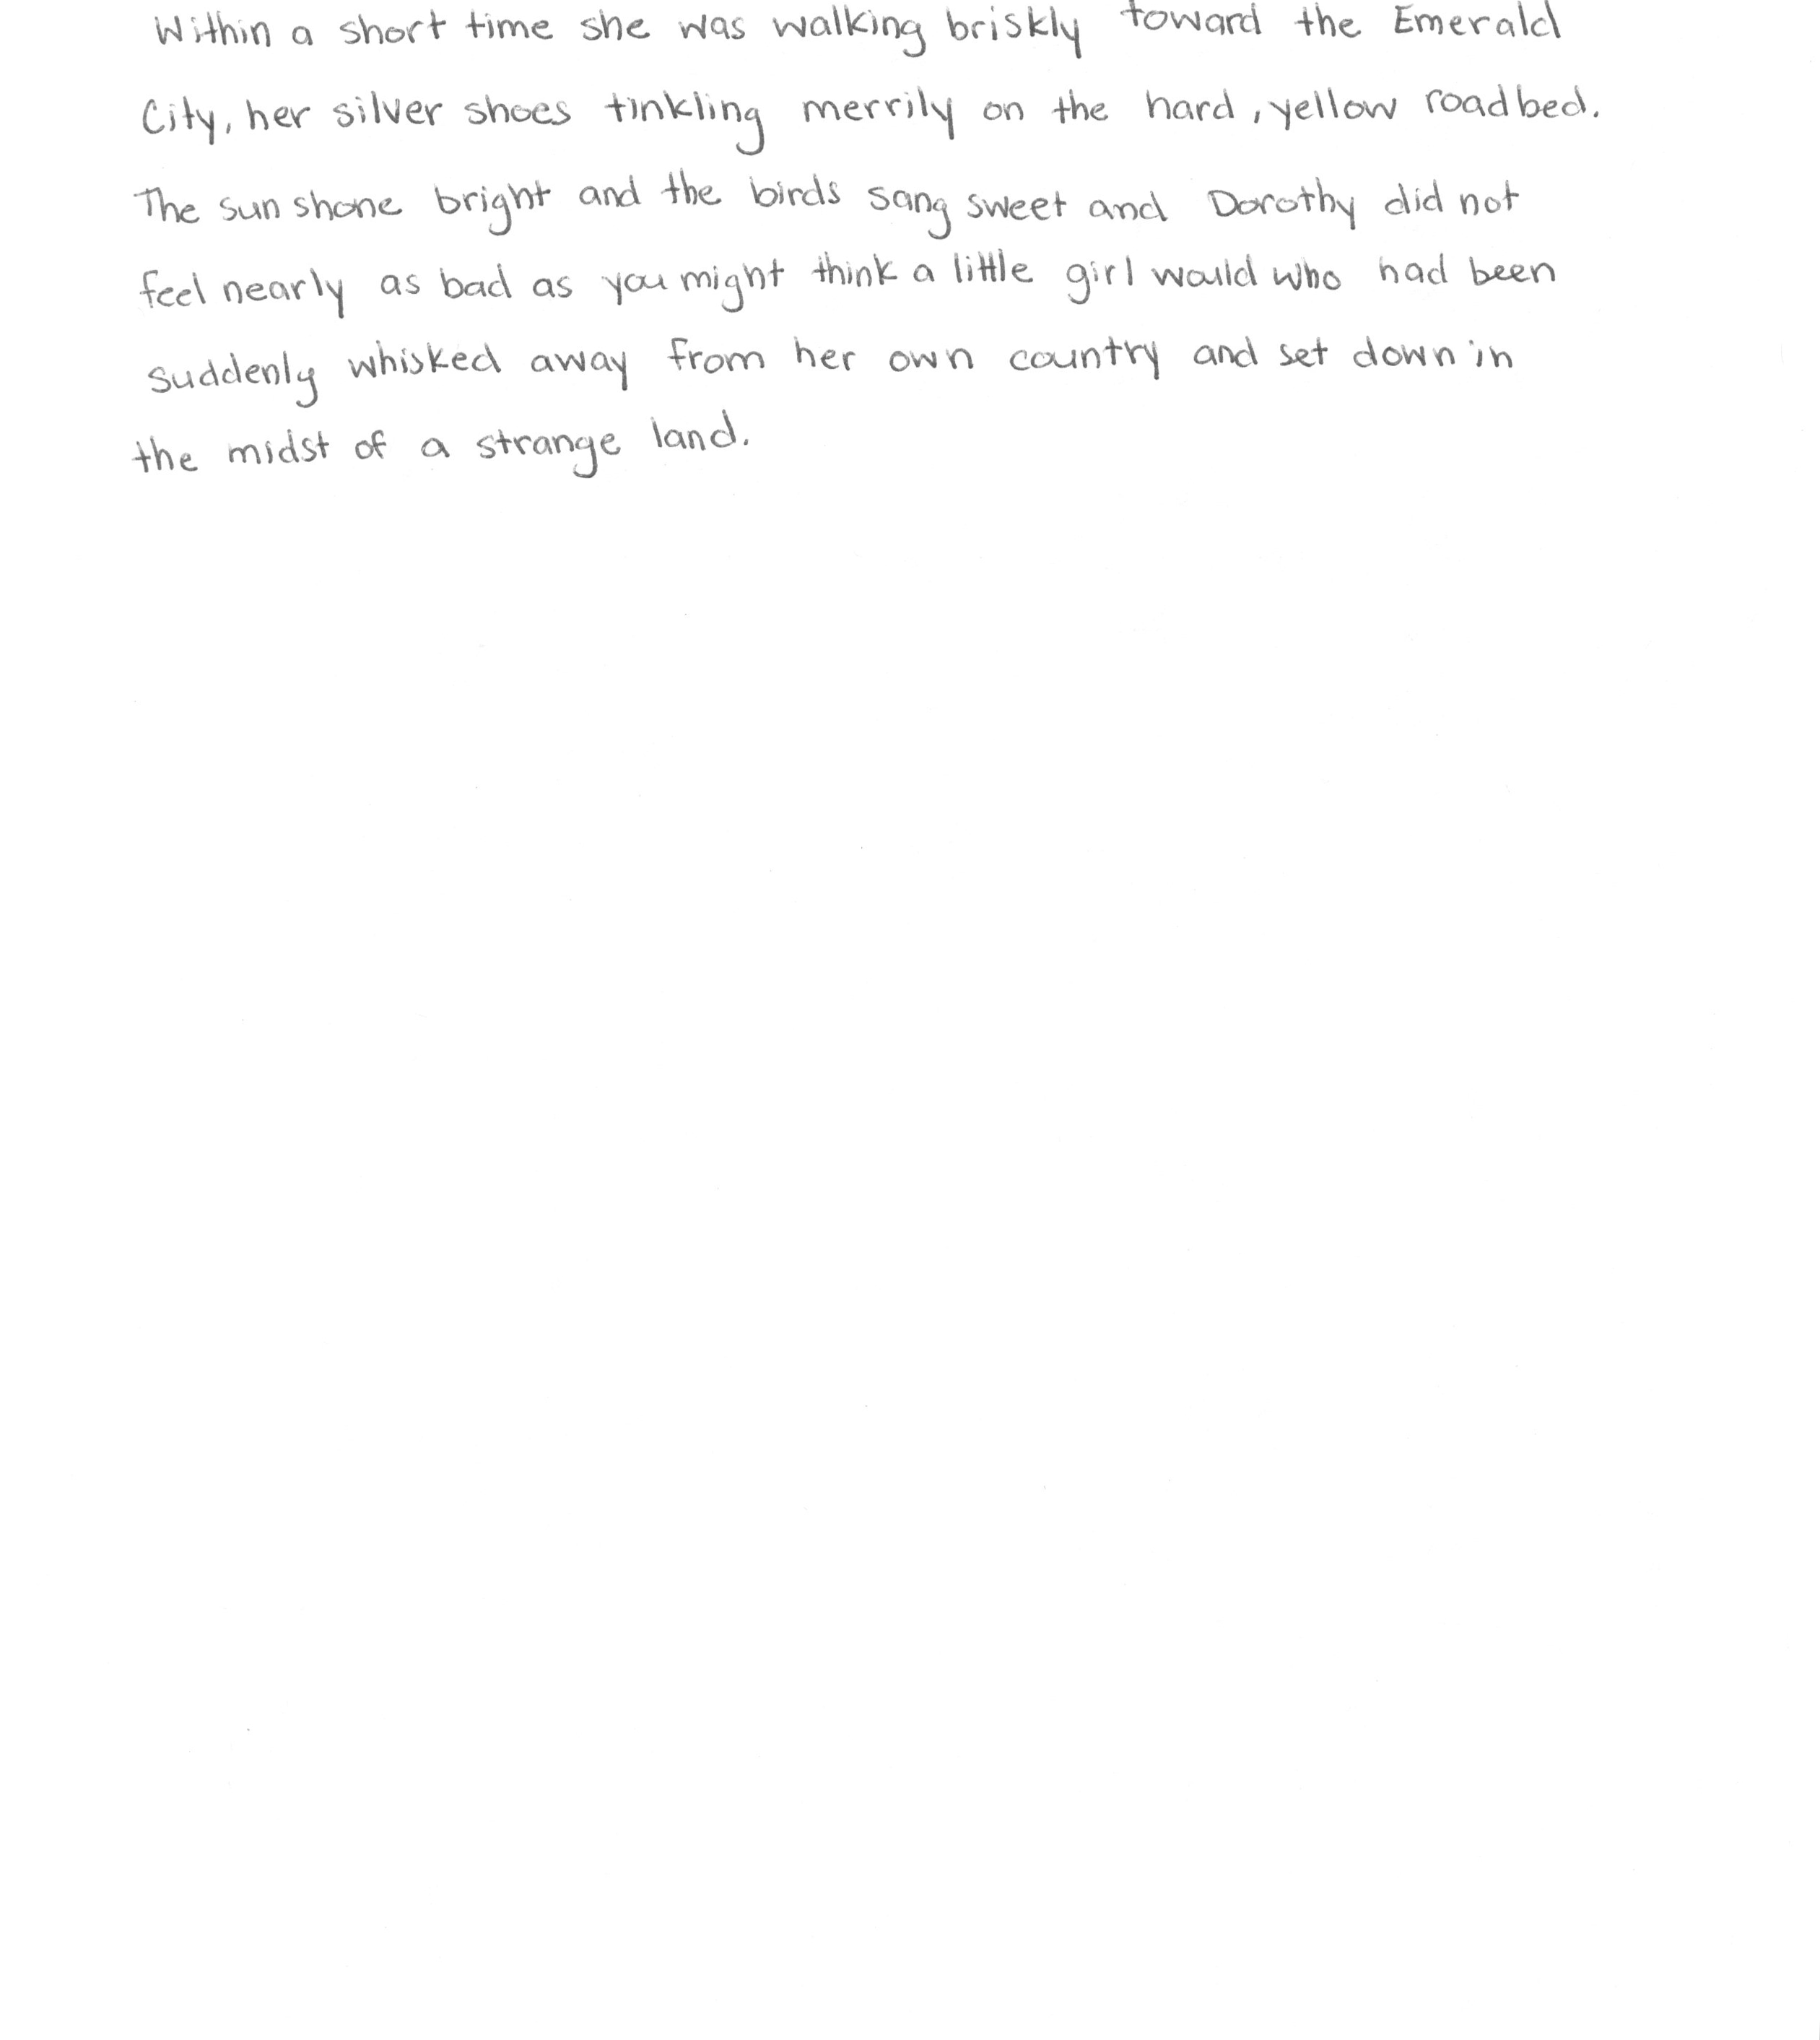 Within a short time she was walking briskly toward the Emerald
City, her silver shoes tinkling merrily on the hard, yellow roadbed.
The sun shone bright and the birds sang sweet and Dorothy did not
feel nearly as bad as you might think a little girl would who had been
suddenly whisked away from her own country and set down in
the midst of a strange land.